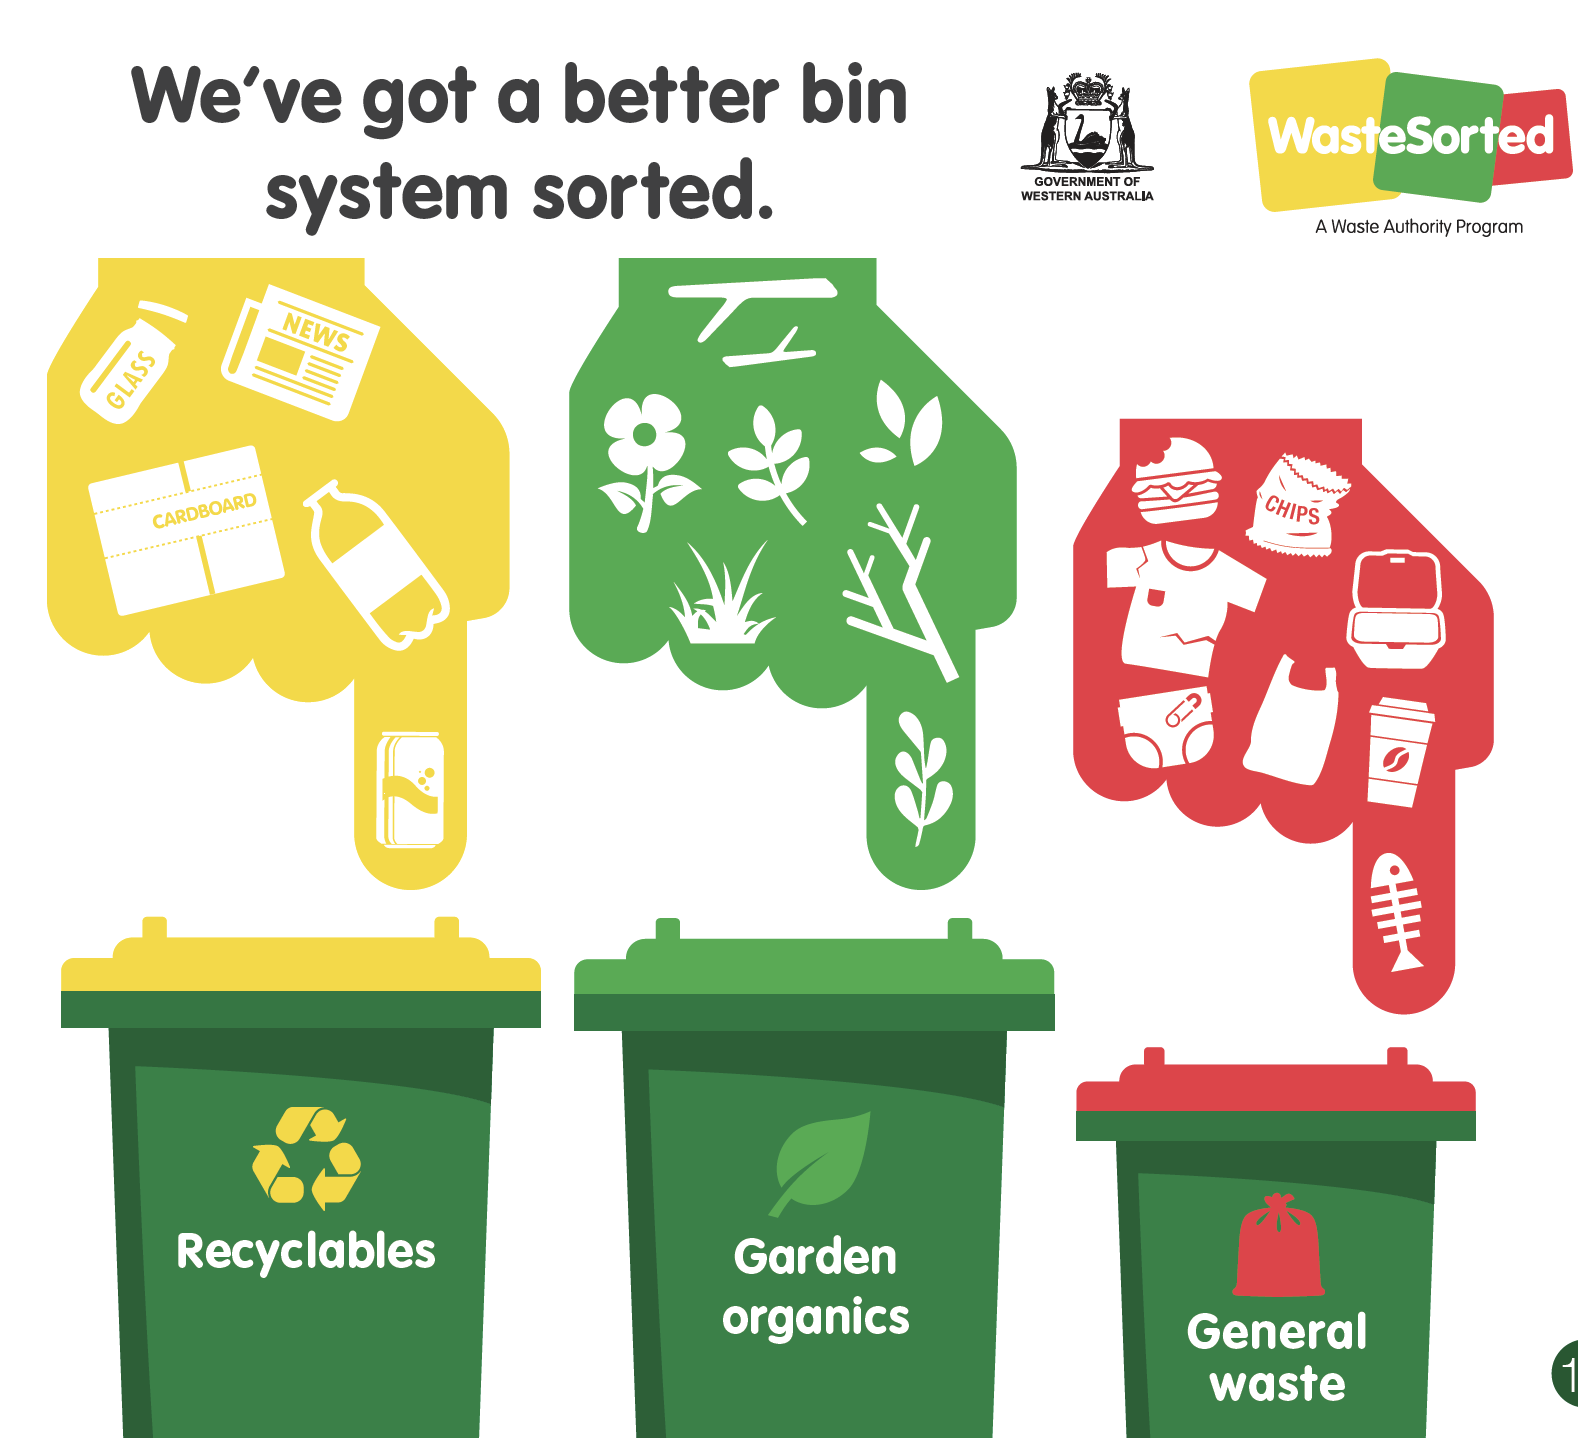 We've got a better bin
system sorted.
GOVERNMENT OF
WESTERN AUSTRALIA
WasteSorted
A Waste Authority Program
GLASS
NEWS
CARDBOARD
CHIPS
Recyclables
Garden
organics
General
waste
1